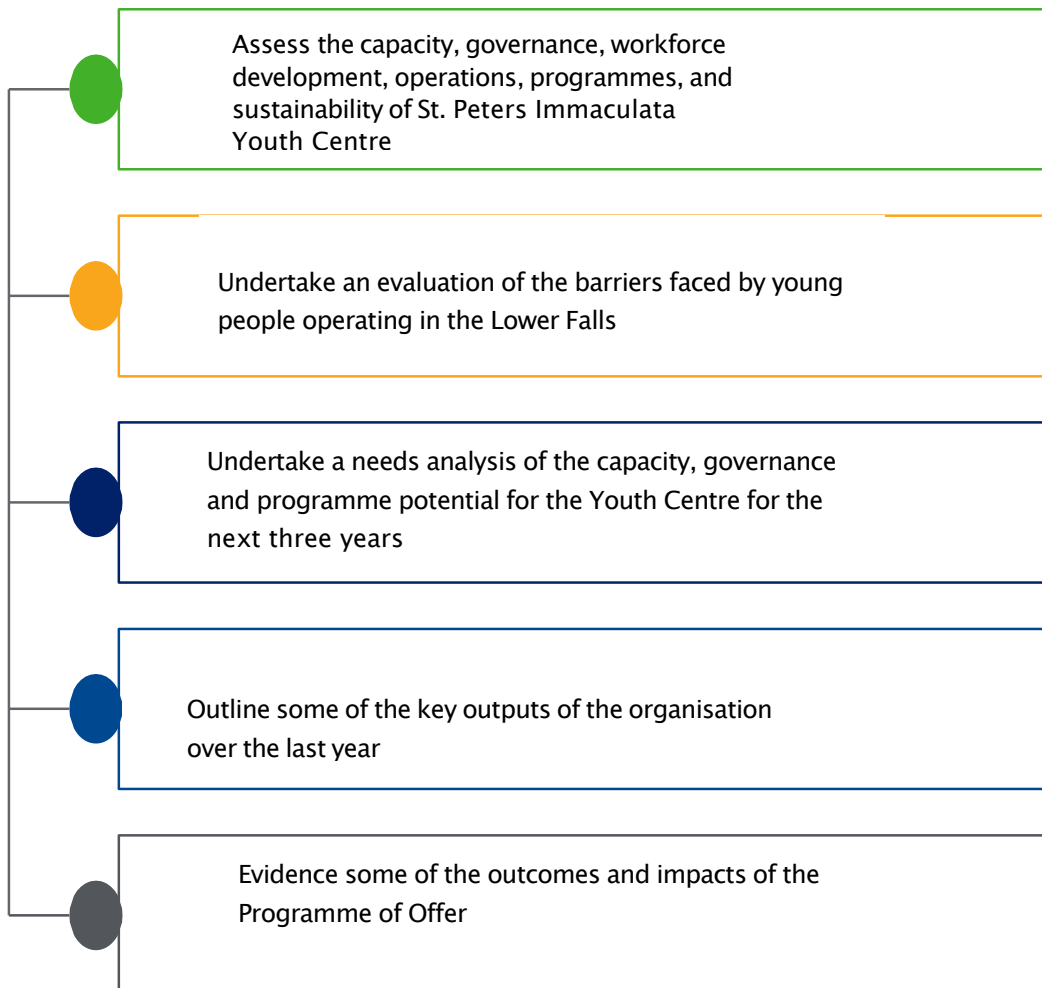 Assess the capacity, governance, workforce
development, operations, programmes, and
sustainability of St. Peters Immaculata
Youth Centre
Undertake an evaluation of the barriers faced by young
people operating in the Lower Falls
Undertake a needs analysis of the capacity, governance
and programme potential for the Youth Centre for the
next three years
Outline some of the key outputs of the organisation
over the last year
Evidence some of the outcomes and impacts of the
Programme of Offer